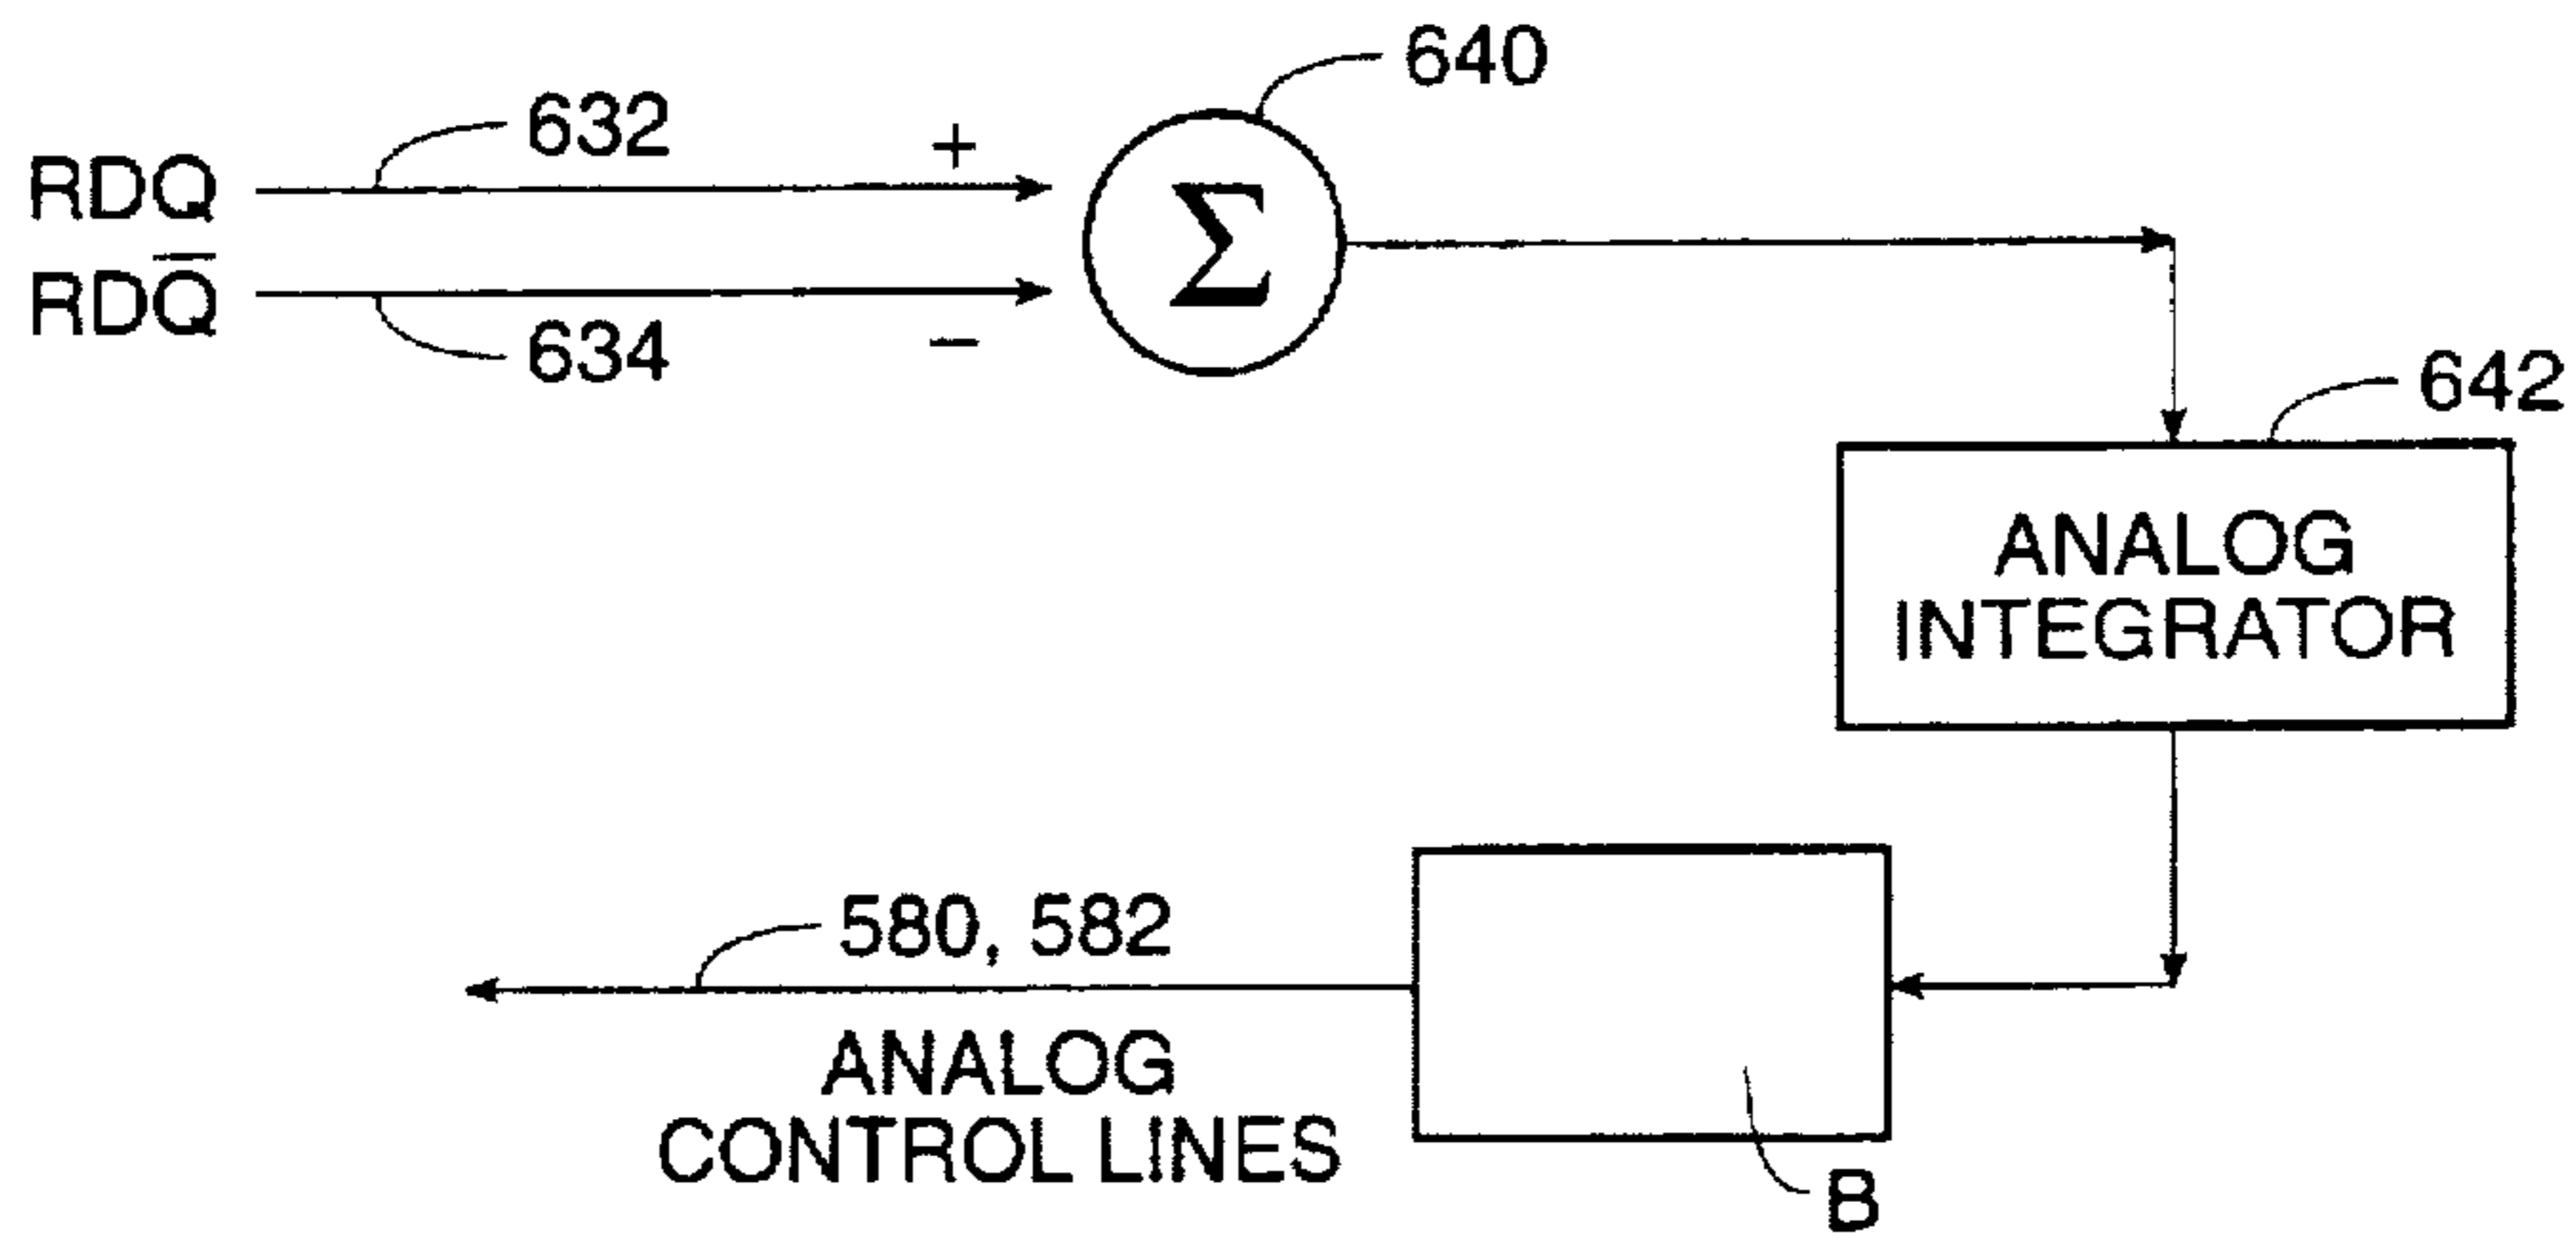 640
632
+
RDQ
Σ
RDQ̅
634
−
642
ANALOG
INTEGRATOR
580, 582
ANALOG
CONTROL LINES
B